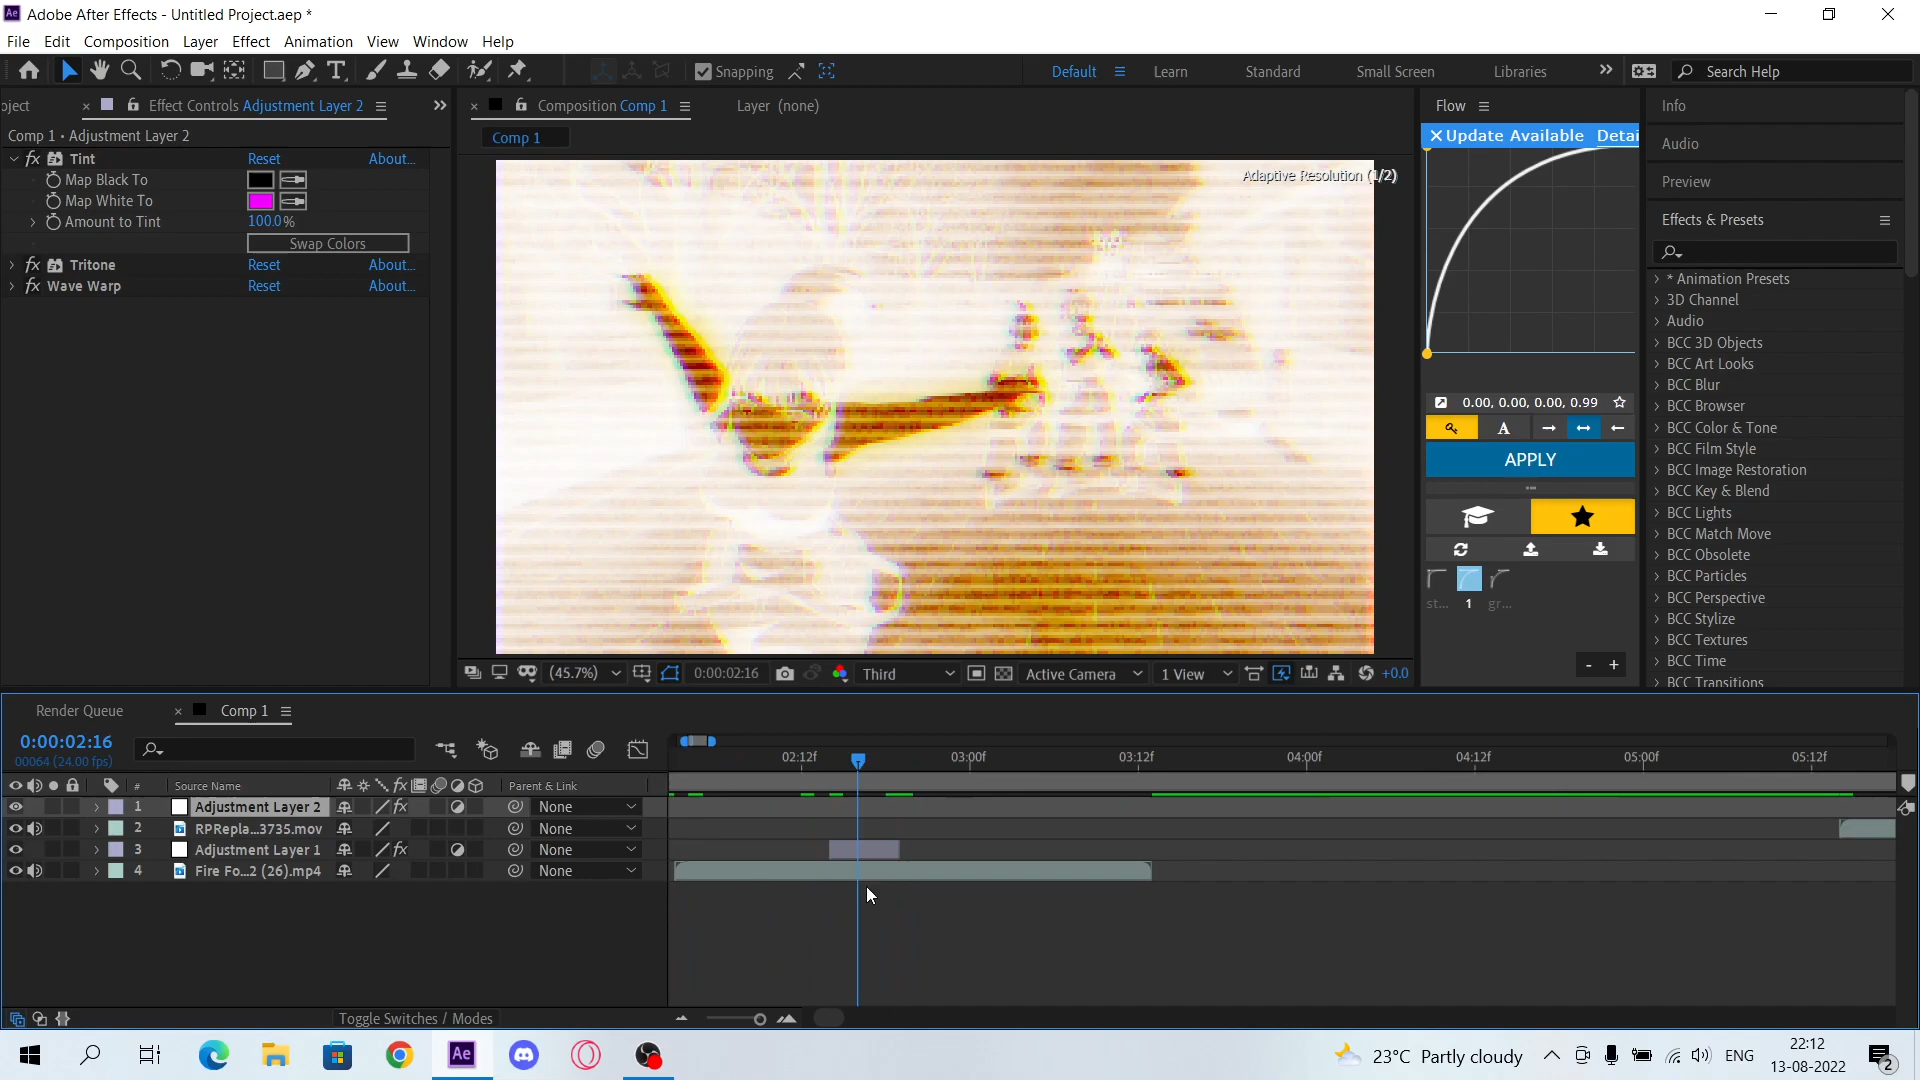 Adobe After Effects - Untitled Project.aep *
File Edit Composition Layer Effect Animation View Window Help
Snapping
Default Learn Standard Small Screen Libraries Search Help
oject Effect Controls Adjustment Layer 2
Composition Comp 1 Layer (none)
Flow
Info
Comp 1 • Adjustment Layer 2
Comp 1
Update Available Detai
Audio
Preview
Effects & Presets
fx Tint Reset About...
Map Black To
Map White To
Amount to Tint 100.0%
Swap Colors
fx Tritone Reset About...
fx Wave Warp Reset About...
Adaptive Resolution (1/2)
0.00, 0.00, 0.00, 0.99
A
APPLY
st... 1 gr...
- +
* Animation Presets
3D Channel
Audio
BCC 3D Objects
BCC Art Looks
BCC Blur
BCC Browser
BCC Color & Tone
BCC Film Style
BCC Image Restoration
BCC Key & Blend
BCC Lights
BCC Match Move
BCC Obsolete
BCC Particles
BCC Perspective
BCC Stylize
BCC Textures
BCC Time
BCC Transitions
(45.7%) 0:00:02:16 Third Active Camera 1 View +0.0
Render Queue Comp 1
0:00:02:16
00064 (24.00 fps)
02:12f 03:00f 03:12f 04:00f 04:12f 05:00f 05:12f
# Source Name fx Parent & Link
1 Adjustment Layer 2 fx None
2 RPRepla...3735.mov None
3 Adjustment Layer 1 fx None
4 Fire Fo...2 (26).mp4 None
Toggle Switches / Modes
Ae
23°C Partly cloudy ENG
22:12
13-08-2022
2